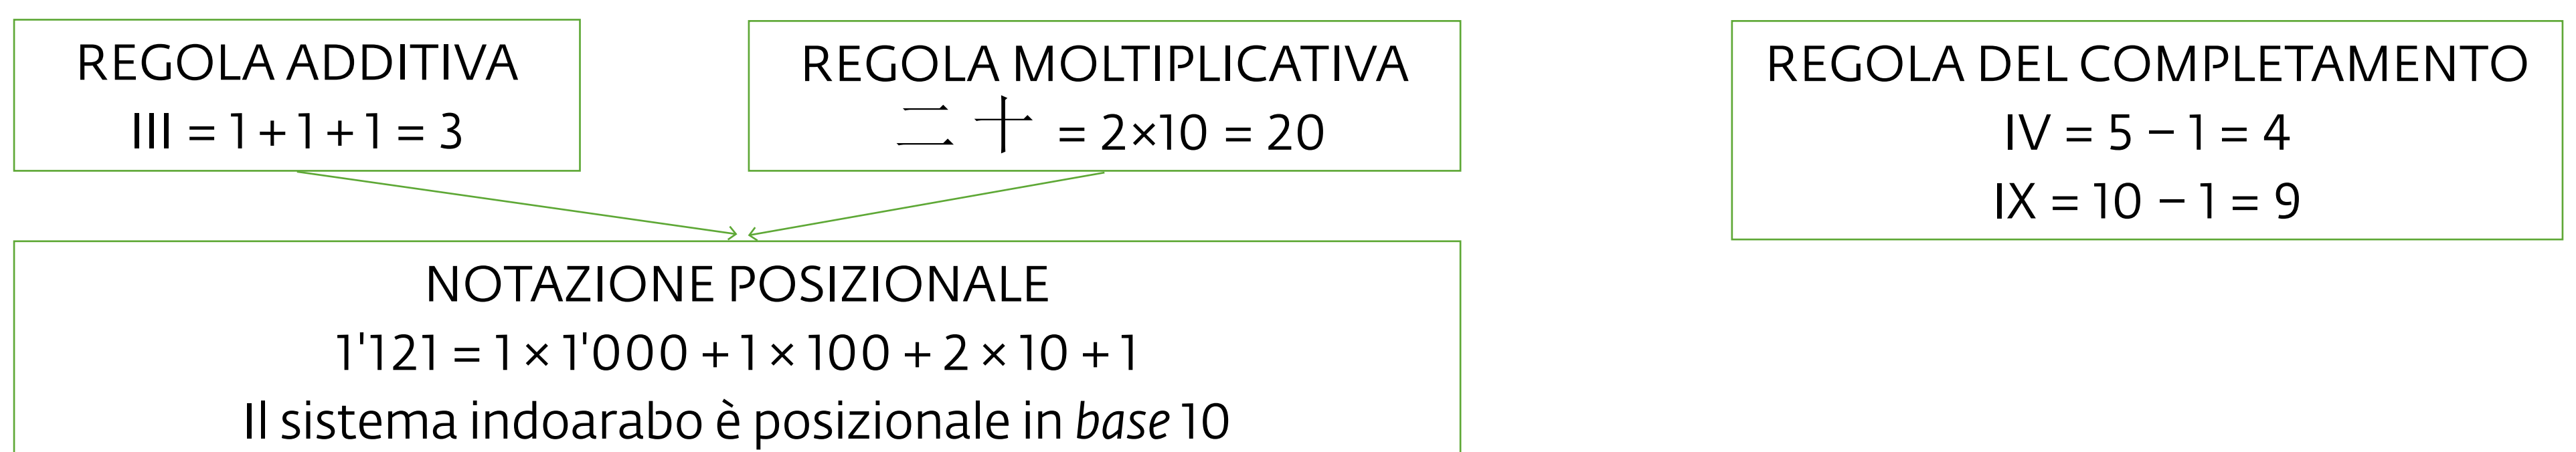 REGOLA ADDITIVA
III = 1 + 1 + 1 = 3
REGOLA MOLTIPLICATIVA
二十 = 2×10 = 20
REGOLA DEL COMPLETAMENTO
IV = 5 – 1 = 4
IX = 10 – 1 = 9
NOTAZIONE POSIZIONALE
1'121 = 1 × 1'000 + 1 × 100 + 2 × 10 + 1
Il sistema indoarabo è posizionale in base 10